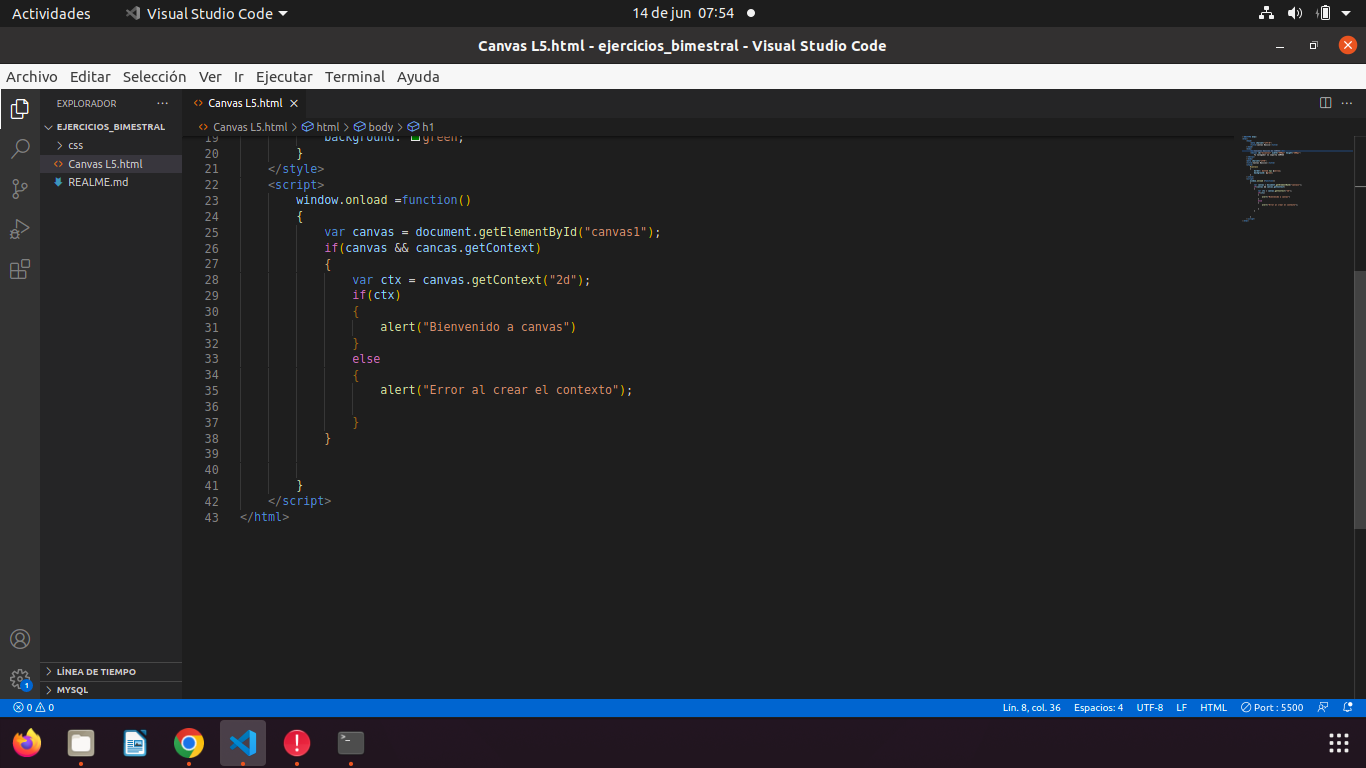 Actividades Visual Studio Code 14 de jun 07:54
Canvas L5.html - ejercicios_bimestral - Visual Studio Code
Archivo Editar Selección Ver Ir Ejecutar Terminal Ayuda
EXPLORADOR
EJERCICIOS_BIMESTRAL
css
Canvas L5.html
REALME.md
LÍNEA DE TIEMPO
MYSQL
1
Canvas L5.html
Canvas L5.html > html > body > h1
19 background: green;
20 }
21 </style>
22 <script>
23 window.onload =function()
24 {
25 var canvas = document.getElementById("canvas1");
26 if(canvas && cancas.getContext)
27 {
28 var ctx = canvas.getContext("2d");
29 if(ctx)
30 {
31 alert("Bienvenido a canvas")
32 }
33 else
34 {
35 alert("Error al crear el contexto");
36
37 }
38 }
39
40
41 }
42 </script>
43 </html>
0 0 Lín. 8, col. 36 Espacios: 4 UTF-8 LF HTML Port : 5500